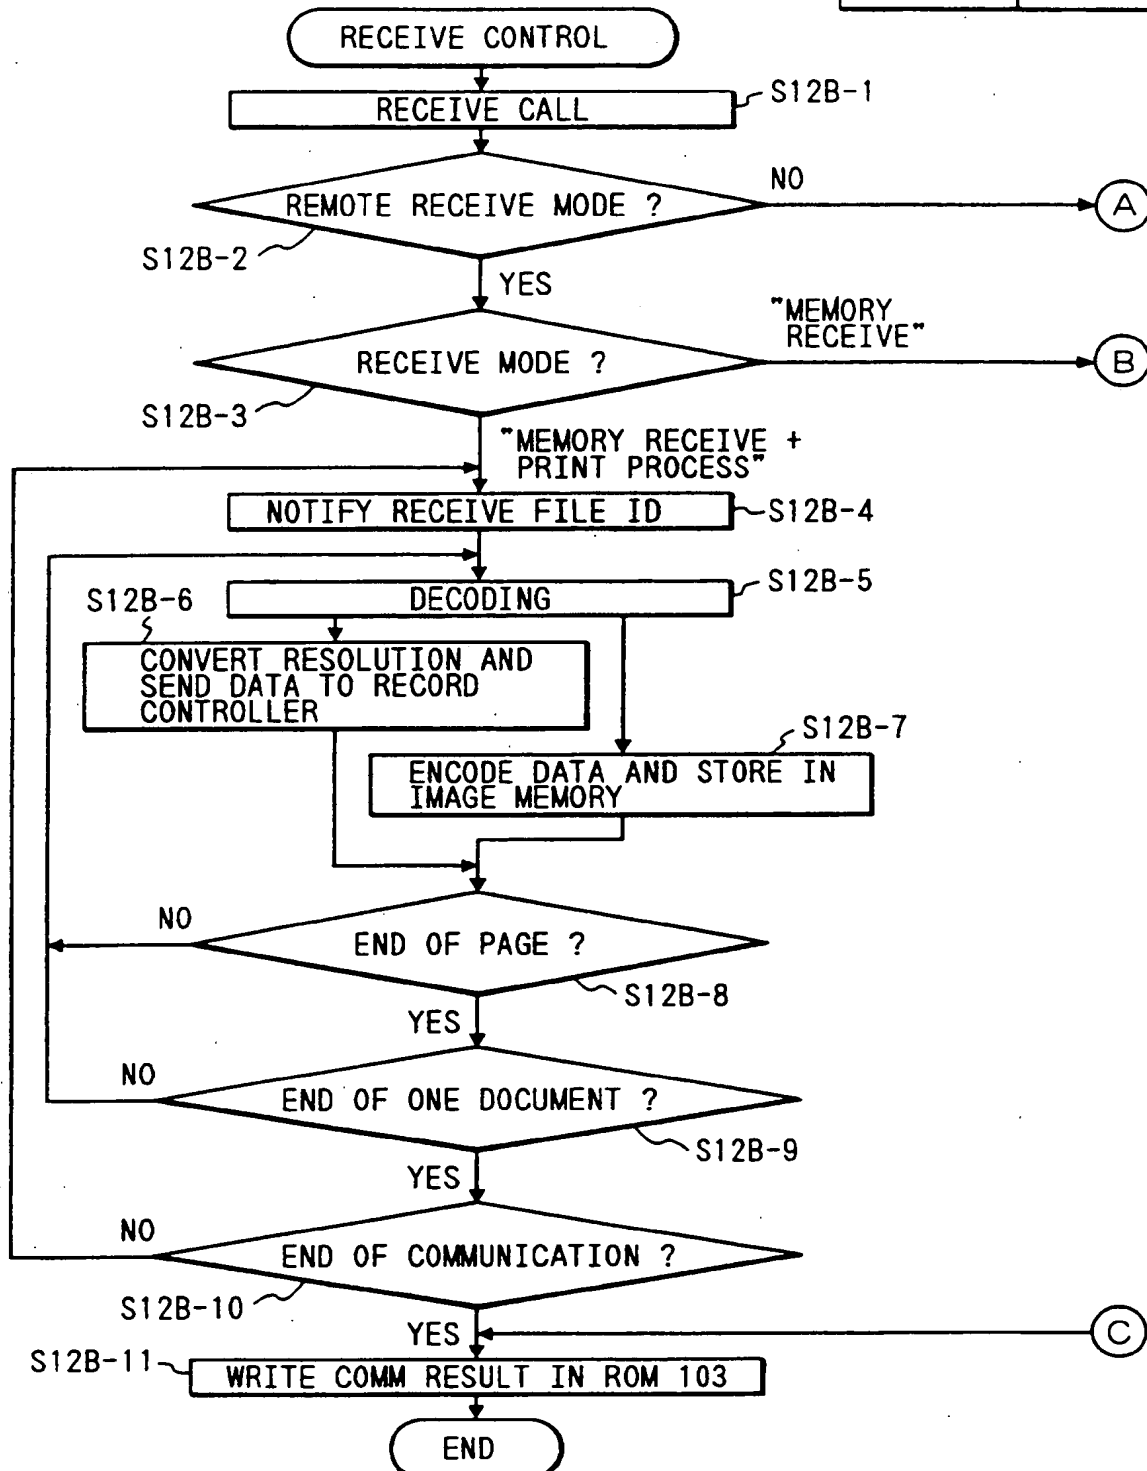 RECEIVE CONTROL
RECEIVE CALL
S12B-1
REMOTE RECEIVE MODE ?
NO
A
S12B-2
YES
RECEIVE MODE ?
"MEMORY
RECEIVE"
B
S12B-3
"MEMORY RECEIVE +
PRINT PROCESS"
NOTIFY RECEIVE FILE ID
S12B-4
DECODING
S12B-5
S12B-6
CONVERT RESOLUTION AND
SEND DATA TO RECORD
CONTROLLER
S12B-7
ENCODE DATA AND STORE IN
IMAGE MEMORY
NO
END OF PAGE ?
S12B-8
YES
NO
END OF ONE DOCUMENT ?
S12B-9
YES
NO
END OF COMMUNICATION ?
S12B-10
YES
C
S12B-11
WRITE COMM RESULT IN ROM 103
END